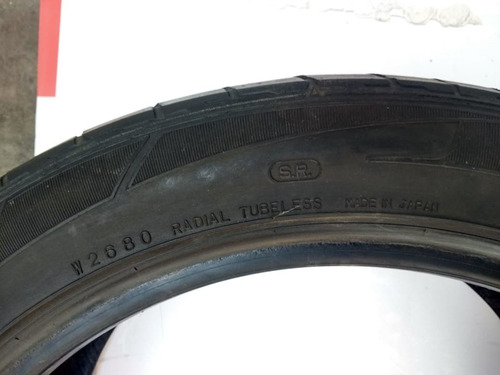 S.R.
W2680 RADIAL TUBELESS MADE IN JAPAN